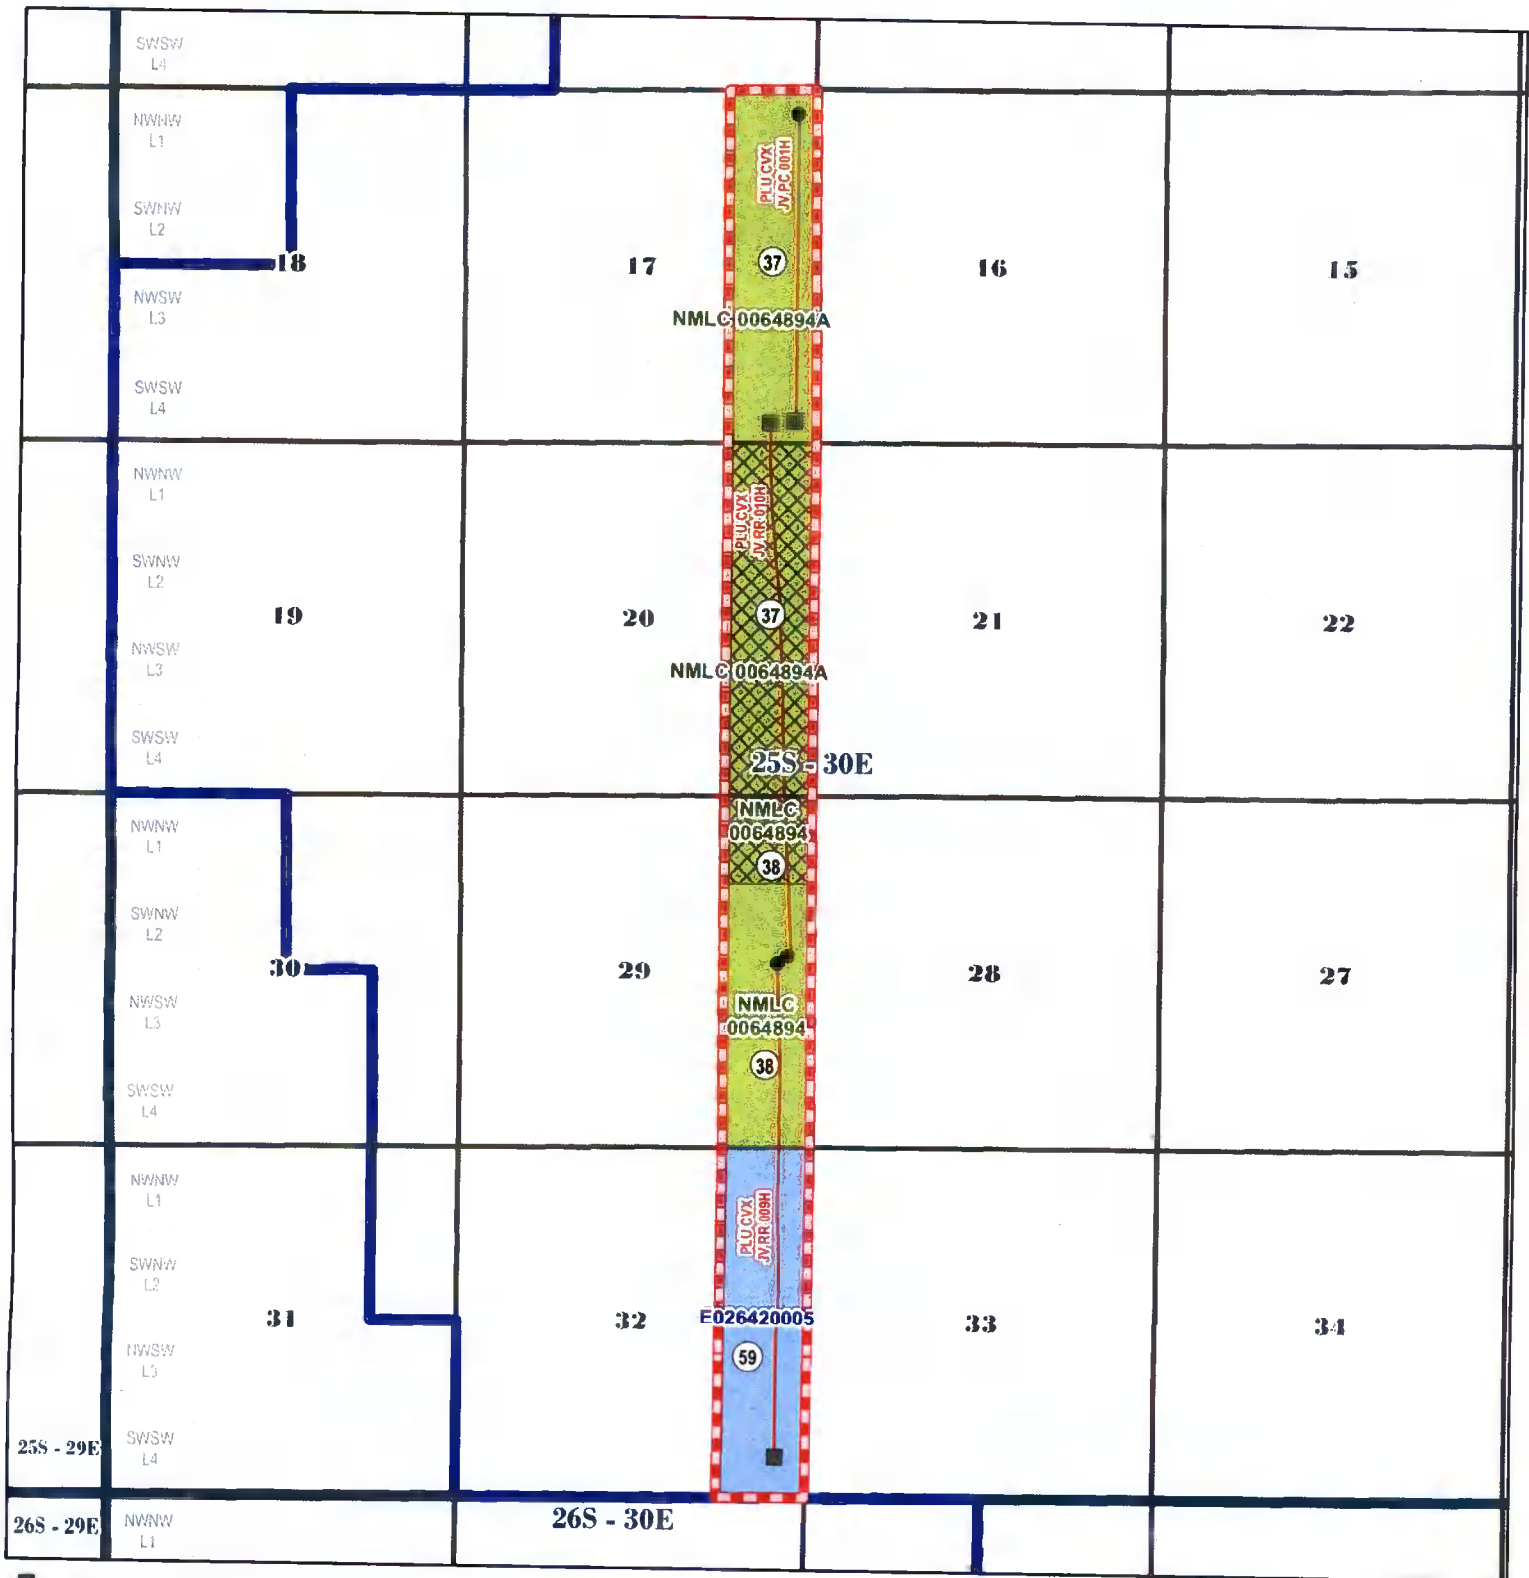 SWSW
L4
NWNW
L1
SWNW
L2
18
NWSW
L3
SWSW
L4
17
PLU CVX
JV PC 001H
37
NMLC 0064894A
16
15
NWNW
L1
SWNW
L2
19
NWSW
L3
SWSW
L4
20
PLU CVX
JV RR 010H
37
NMLC 0064894A
21
22
25S - 30E
NWNW
L1
SWNW
L2
30
NWSW
L3
SWSW
L4
29
NMLC
0064894
38
NMLC
0064894
38
28
27
NWNW
L1
SWNW
L2
31
NWSW
L3
SWSW
L4
32
PLU CVX
JV RR 009H
E026420005
59
33
34
25S - 29E
26S - 29E
NWNW
L1
26S - 30E